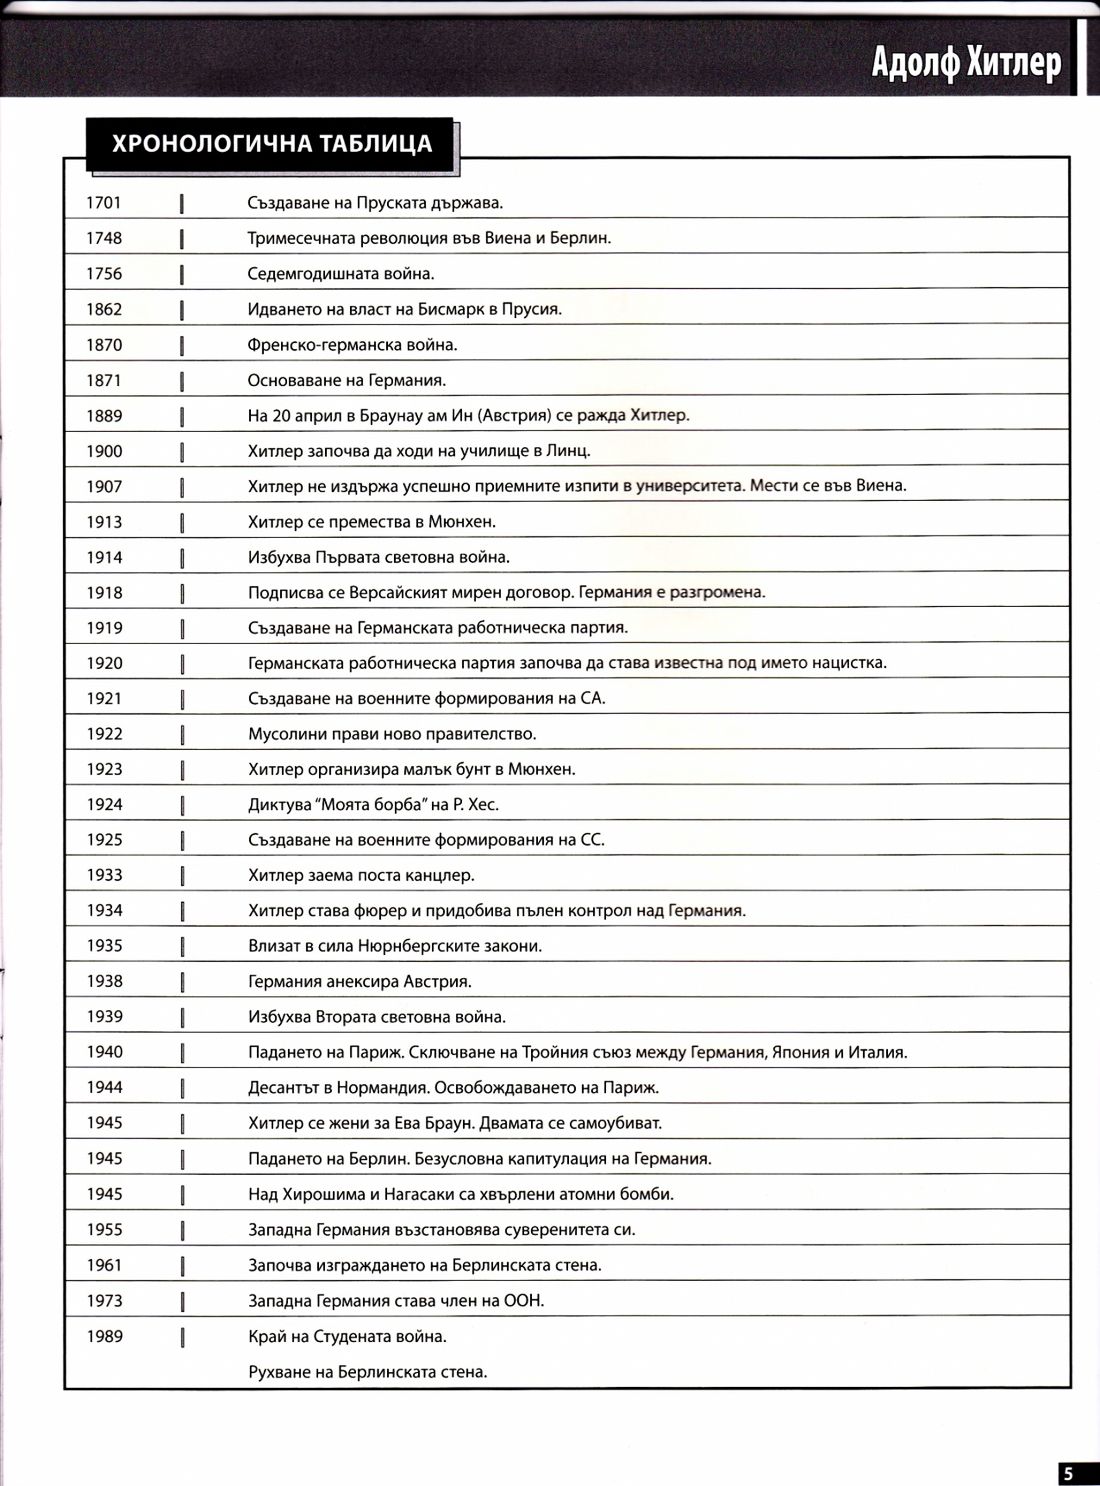 Адолф Хитлер
ХРОНОЛОГИЧНА ТАБЛИЦА
1701 Създаване на Пруската държава.
1748 Тримесечната революция във Виена и Берлин.
1756 Седемгодишната война.
1862 Идването на власт на Бисмарк в Прусия.
1870 Френско-германска война.
1871 Основаване на Германия.
1889 На 20 април в Браунау ам Ин (Австрия) се ражда Хитлер.
1900 Хитлер започва да ходи на училище в Линц.
1907 Хитлер не издържа успешно приемните изпити в университета. Мести се във Виена.
1913 Хитлер се премества в Мюнхен.
1914 Избухва Първата световна война.
1918 Подписва се Версайският мирен договор. Германия е разгромена.
1919 Създаване на Германската работническа партия.
1920 Германската работническа партия започва да става известна под името нацистка.
1921 Създаване на военните формирования на СА.
1922 Мусолини прави ново правителство.
1923 Хитлер организира малък бунт в Мюнхен.
1924 Диктува “Моята борба” на Р. Хес.
1925 Създаване на военните формирования на СС.
1933 Хитлер заема поста канцлер.
1934 Хитлер става фюрер и придобива пълен контрол над Германия.
1935 Влизат в сила Нюрнбергските закони.
1938 Германия анексира Австрия.
1939 Избухва Втората световна война.
1940 Падането на Париж. Сключване на Тройния съюз между Германия, Япония и Италия.
1944 Десантът в Нормандия. Освобождаването на Париж.
1945 Хитлер се жени за Ева Браун. Двамата се самоубиват.
1945 Падането на Берлин. Безусловна капитулация на Германия.
1945 Над Хирошима и Нагасаки са хвърлени атомни бомби.
1955 Западна Германия възстановява суверенитета си.
1961 Започва изграждането на Берлинската стена.
1973 Западна Германия става член на ООН.
1989 Край на Студената война.
Рухване на Берлинската стена.
5